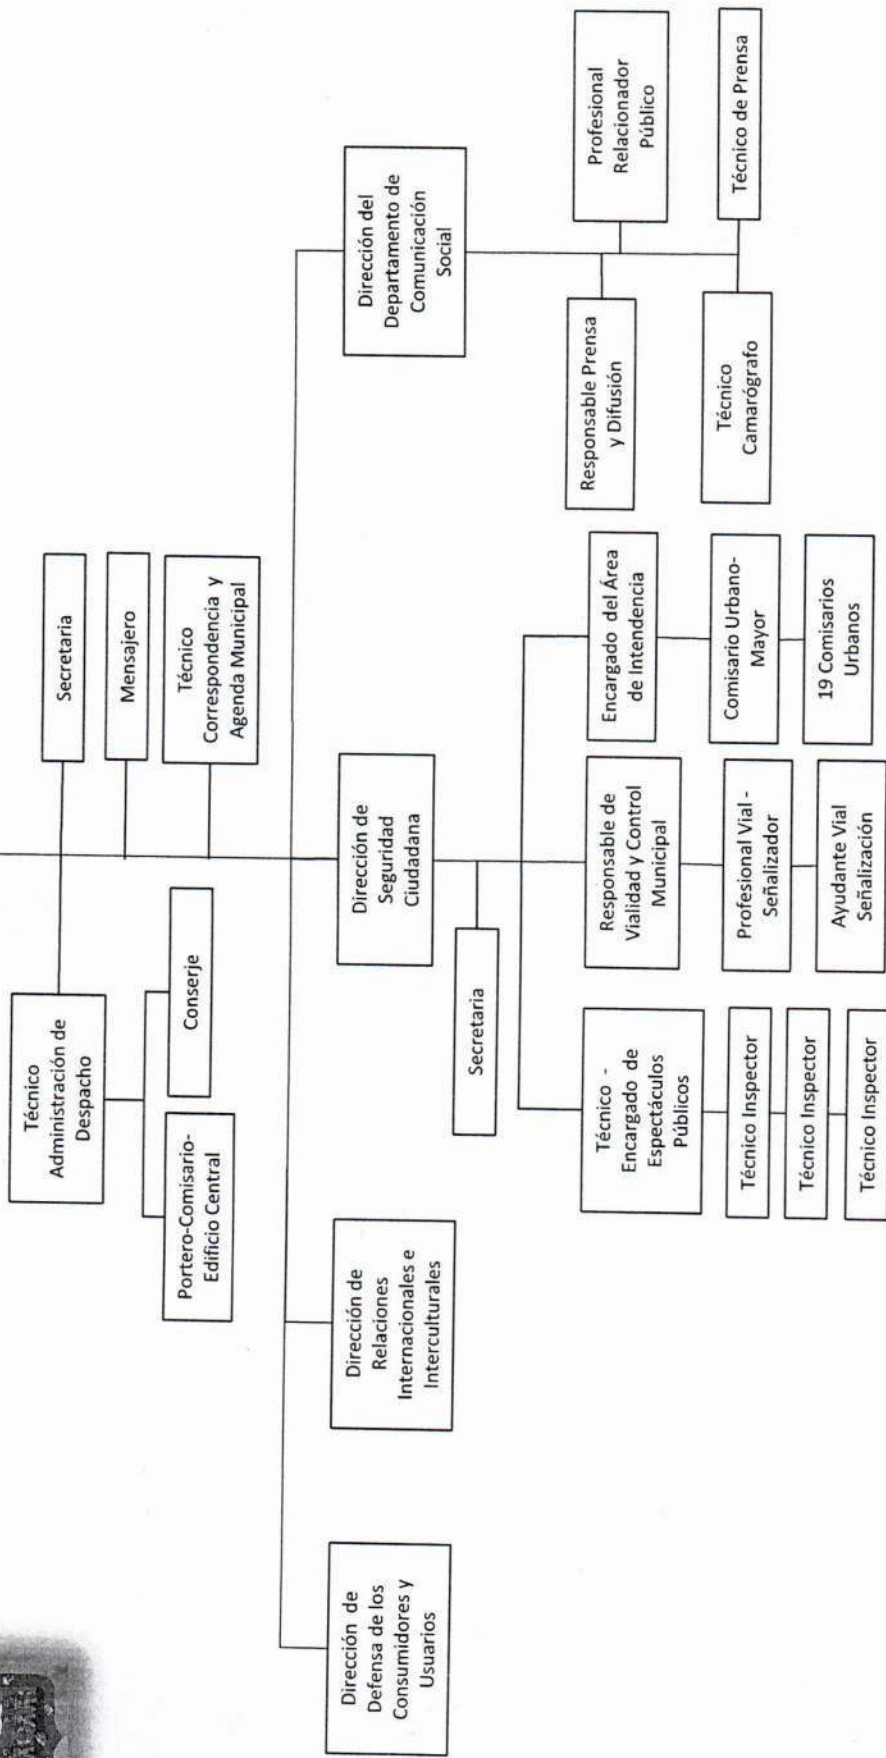 Técnico
Administración de
Despacho
Secretaria
Mensajero
Técnico
Correspondencia y
Agenda Municipal
Portero-Comisario-
Edificio Central
Conserje
Dirección de
Defensa de los
Consumidores y
Usuarios
Dirección de
Relaciones
Internacionales e
Interculturales
Dirección de
Seguridad
Ciudadana
Dirección del
Departamento de
Comunicación
Social
Secretaria
Técnico -
Encargado de
Espectáculos
Públicos
Técnico Inspector
Técnico Inspector
Técnico Inspector
Responsable de
Vialidad y Control
Municipal
Profesional Vial -
Señalizador
Ayudante Vial
Señalización
Encargado del Área
de Intendencia
Comisario Urbano-
Mayor
19 Comisarios
Urbanos
Responsable Prensa
y Difusión
Profesional
Relacionador
Público
Técnico
Camarógrafo
Técnico de Prensa